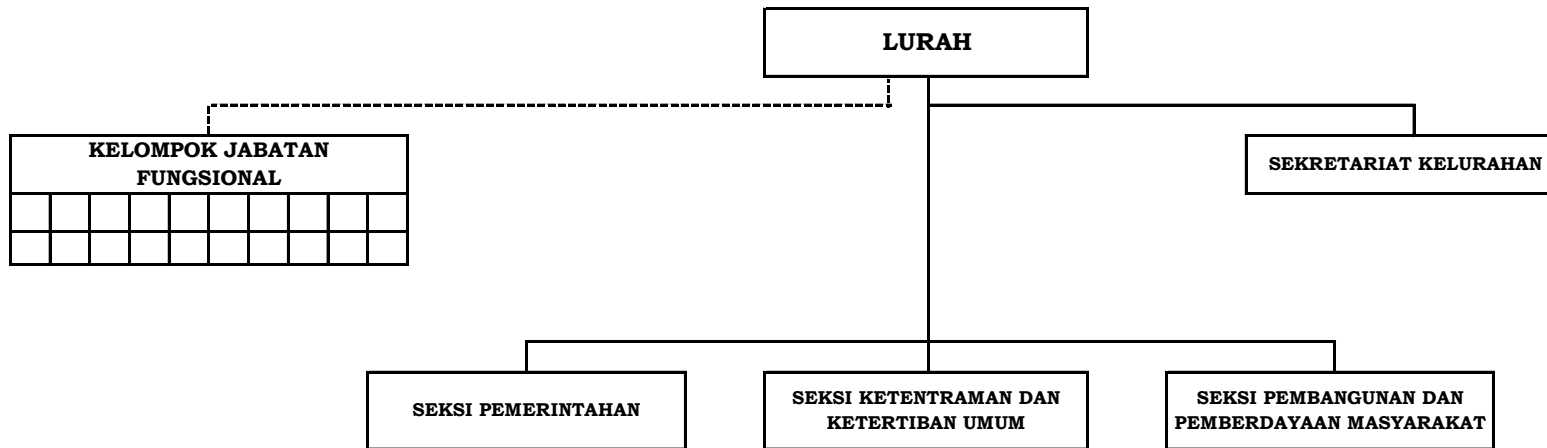 LURAH
KELOMPOK JABATAN
FUNGSIONAL
SEKRETARIAT KELURAHAN
SEKSI PEMERINTAHAN
SEKSI KETENTRAMAN DAN
KETERTIBAN UMUM
SEKSI PEMBANGUNAN DAN
PEMBERDAYAAN MASYARAKAT